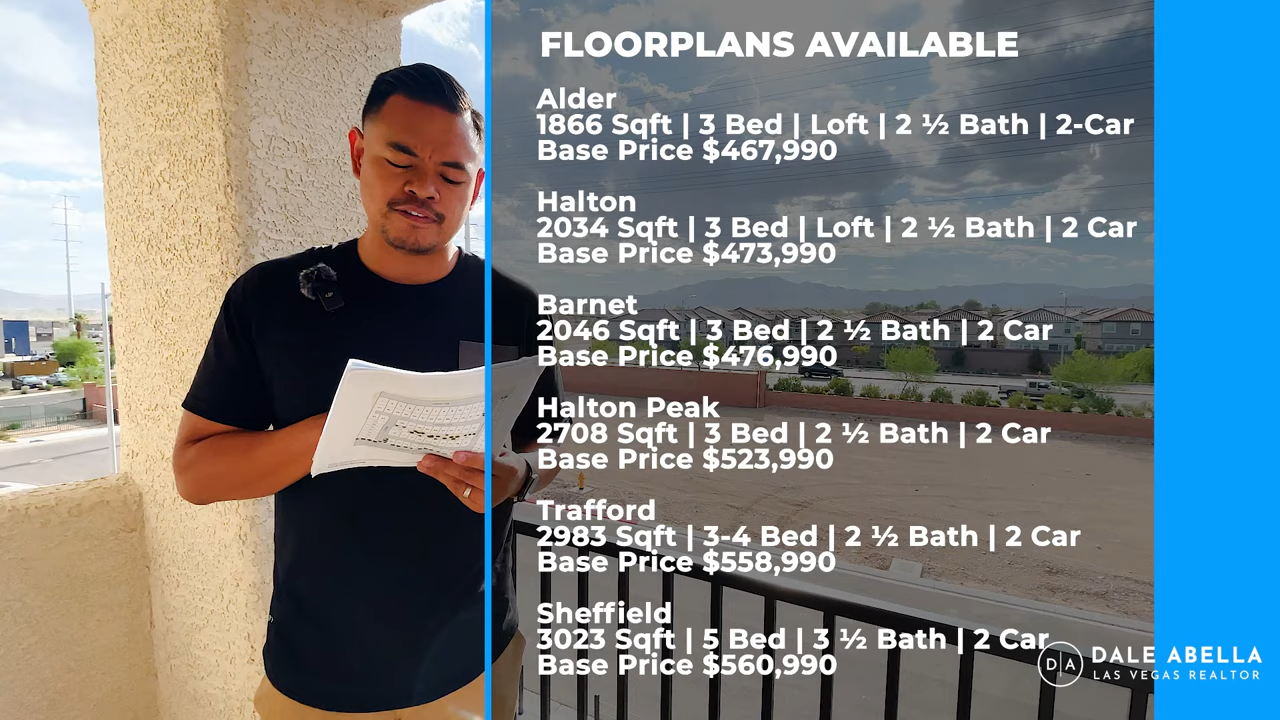 FLOORPLANS AVAILABLE
Alder
1866 Sqft | 3 Bed | Loft | 2 ½ Bath | 2-Car
Base Price $467,990
Halton
2034 Sqft | 3 Bed | Loft | 2 ½ Bath | 2 Car
Base Price $473,990
Barnet
2046 Sqft | 3 Bed | 2 ½ Bath | 2 Car
Base Price $476,990
Halton Peak
2708 Sqft | 3 Bed | 2 ½ Bath | 2 Car
Base Price $523,990
Trafford
2983 Sqft | 3-4 Bed | 2 ½ Bath | 2 Car
Base Price $558,990
Sheffield
3023 Sqft | 5 Bed | 3 ½ Bath | 2 Car
Base Price $560,990
D|A DALE ABELLA
LAS VEGAS REALTOR